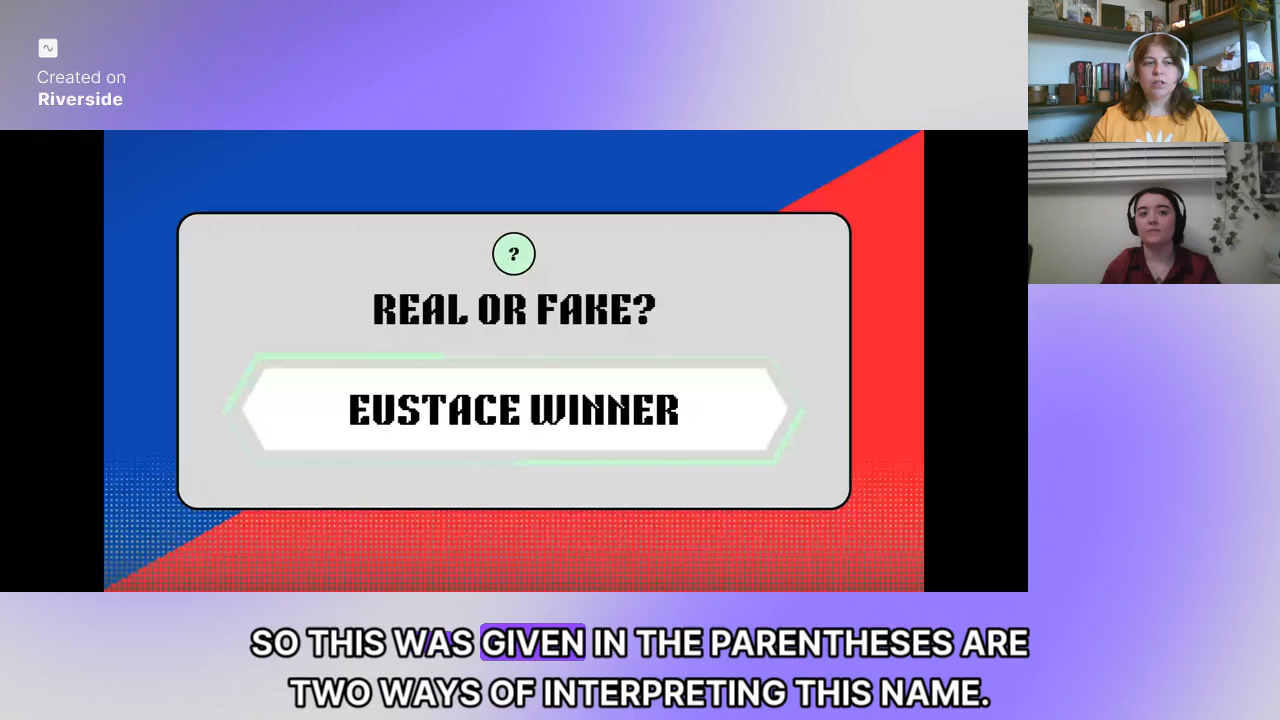 Created on
Riverside
?
REAL OR FAKE?
EUSTACE WINNER
SO THIS WAS GIVEN IN THE PARENTHESES ARE
TWO WAYS OF INTERPRETING THIS NAME.